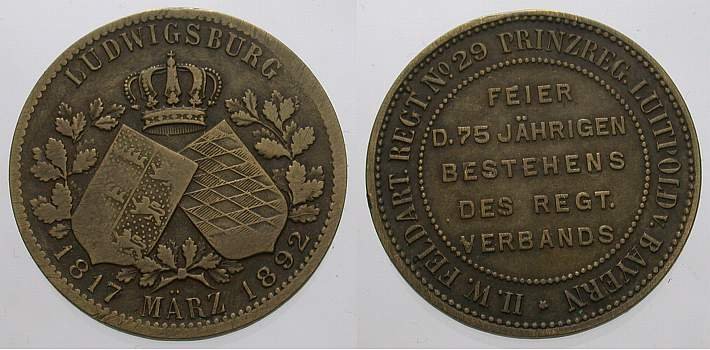 LUDWIGSBURG
1817 MÄRZ 1892
II. W. FELDART. REGT. No. 29 PRINZREG. LUITPOLD v. BAYERN
FEIER
D. 75 JÄHRIGEN
BESTEHENS
DES REGT.
VERBANDS